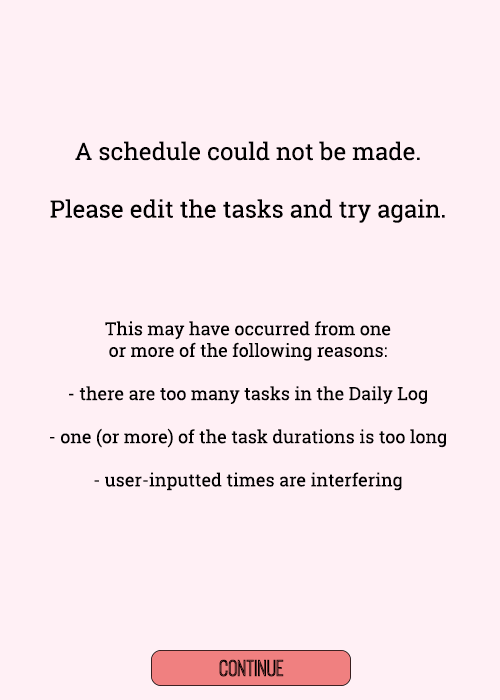 A schedule could not be made.
Please edit the tasks and try again.
This may have occurred from one
or more of the following reasons:
- there are too many tasks in the Daily Log
- one (or more) of the task durations is too long
- user-inputted times are interfering
CONTINUE